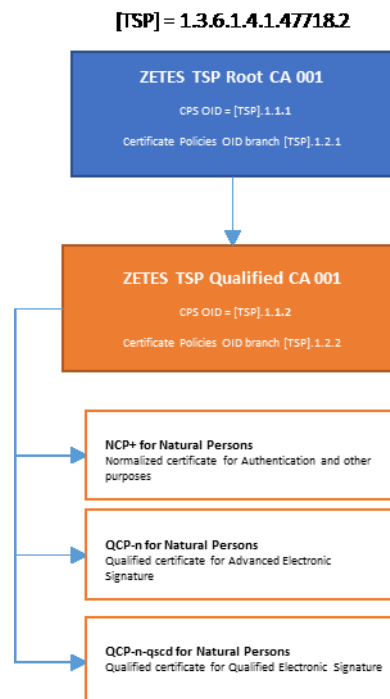 [TSP] = 1.3.6.1.4.1.47718.2
ZETES TSP Root CA 001
CPS OID = [TSP].1.1.1
Certificate Policies OID branch [TSP].1.2.1
ZETES TSP Qualified CA 001
CPS OID = [TSP].1.1.2
Certificate Policies OID branch [TSP].1.2.2
NCP+ for Natural Persons
Normalized certificate for Authentication and other
purposes
QCP-n for Natural Persons
Qualified certificate for Advanced Electronic
Signature
QCP-n-qscd for Natural Persons
Qualified certificate for Qualified Electronic Signature